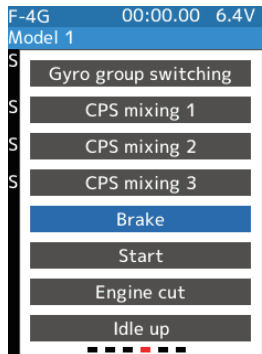 F-4G 00:00.00 6.4V
Model 1
S
Gyro group switching
S CPS mixing 1
S CPS mixing 2
S CPS mixing 3
Brake
Start
Engine cut
Idle up